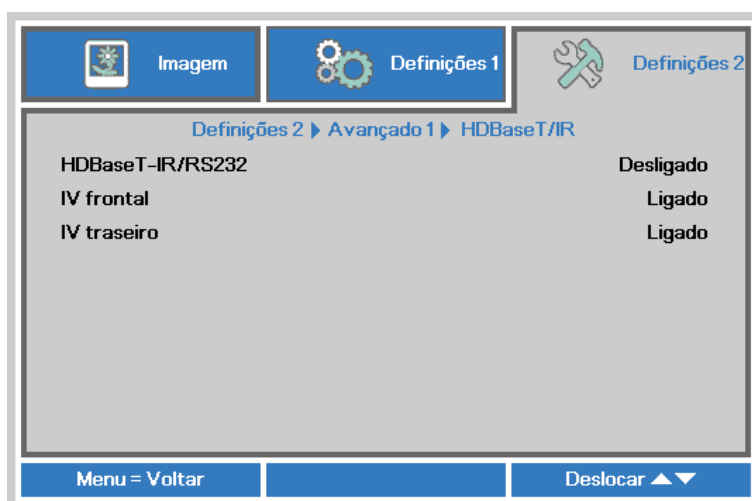 Imagem Definições 1 Definições 2
Definições 2 ▶ Avançado 1 ▶ HDBaseT/IR
HDBaseT-IR/RS232 Desligado
IV frontal Ligado
IV traseiro Ligado
Menu = Voltar Deslocar ▲▼